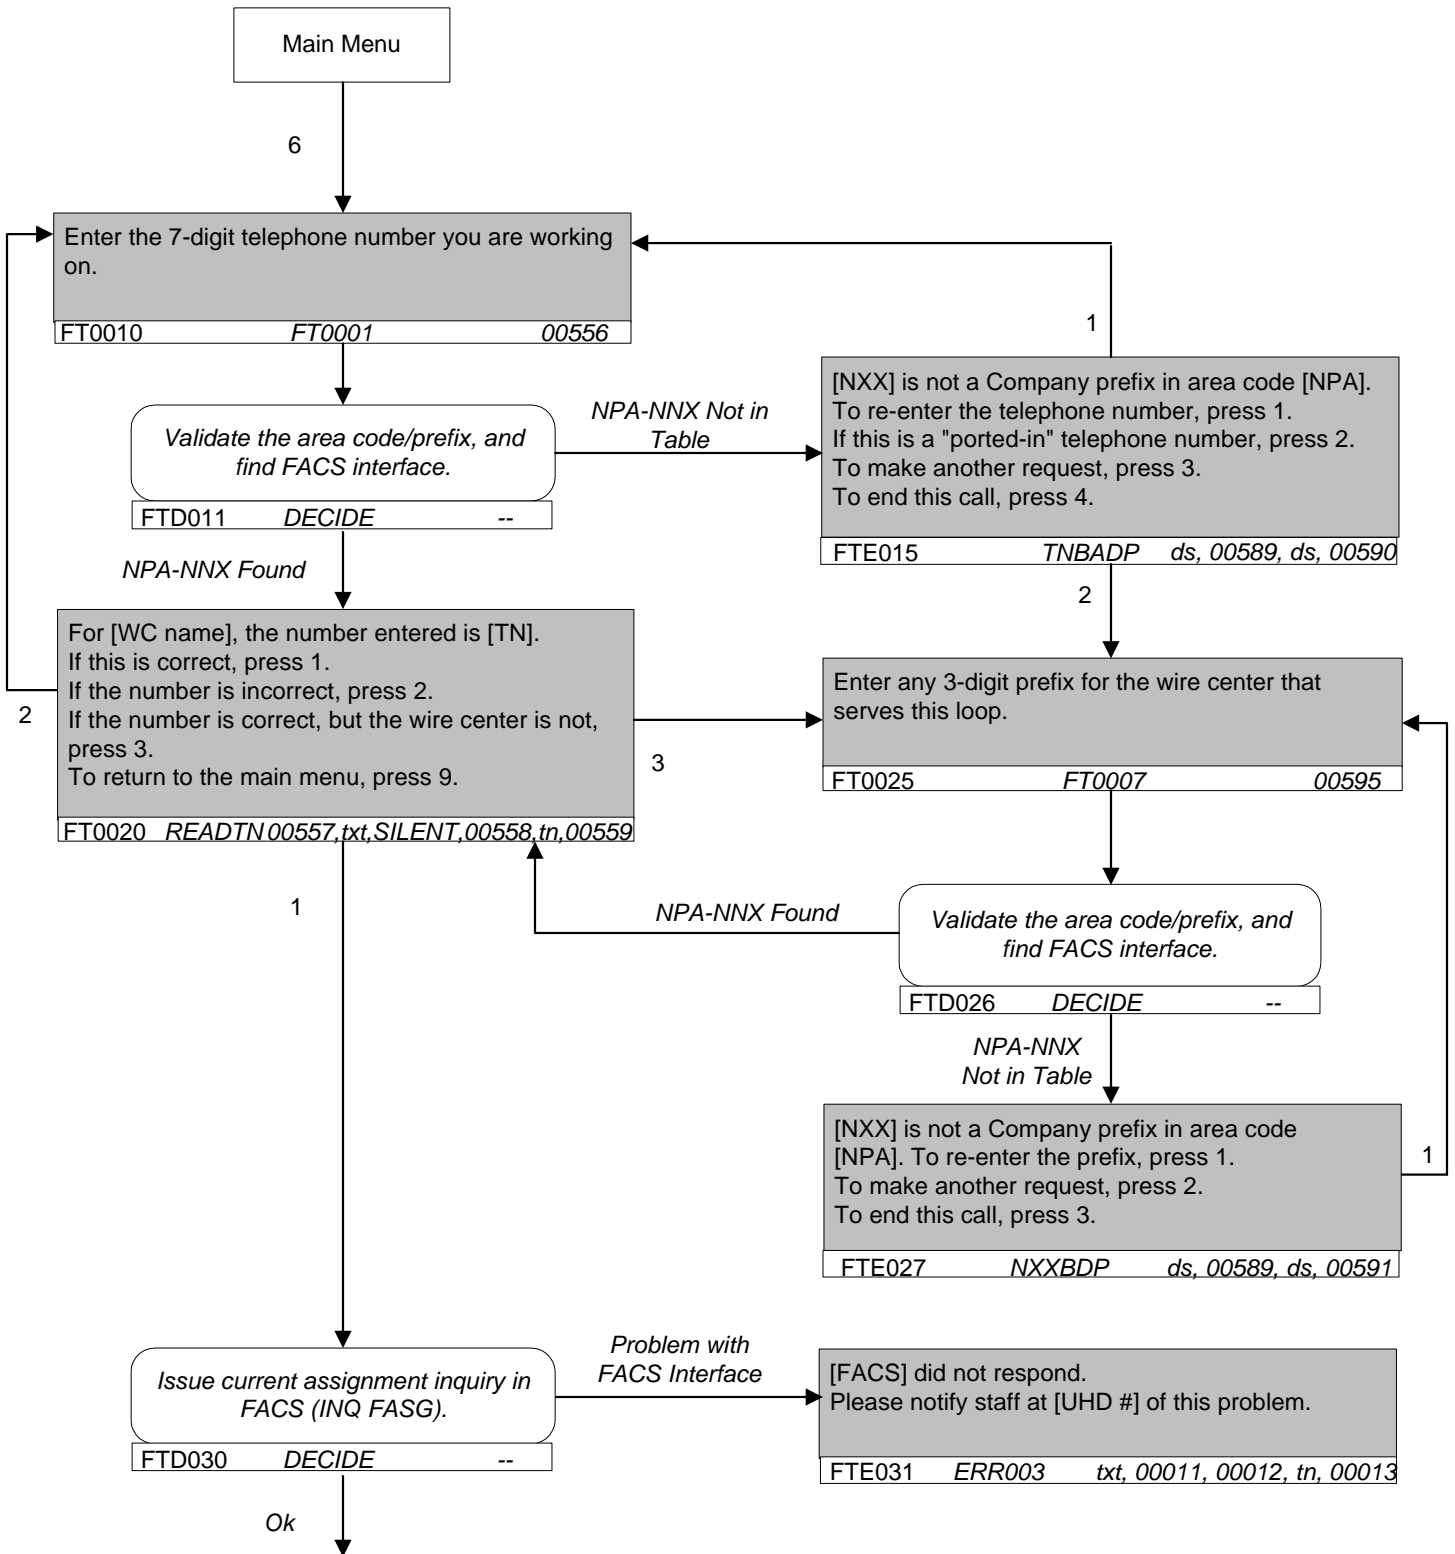 Main Menu
6
Enter the 7-digit telephone number you are working
on.
FT0010 FT0001 00556
1
Validate the area code/prefix, and
find FACS interface.
FTD011 DECIDE --
NPA-NNX Not in
Table
[NXX] is not a Company prefix in area code [NPA].
To re-enter the telephone number, press 1.
If this is a "ported-in" telephone number, press 2.
To make another request, press 3.
To end this call, press 4.
FTE015 TNBADP ds, 00589, ds, 00590
NPA-NNX Found
2
For [WC name], the number entered is [TN].
If this is correct, press 1.
If the number is incorrect, press 2.
If the number is correct, but the wire center is not,
press 3.
To return to the main menu, press 9.
FT0020 READTN 00557,txt,SILENT,00558,tn,00559
2
3
Enter any 3-digit prefix for the wire center that
serves this loop.
FT0025 FT0007 00595
1
NPA-NNX Found
Validate the area code/prefix, and
find FACS interface.
FTD026 DECIDE --
NPA-NNX
Not in Table
[NXX] is not a Company prefix in area code
[NPA]. To re-enter the prefix, press 1.
To make another request, press 2.
To end this call, press 3.
FTE027 NXXBDP ds, 00589, ds, 00591
1
Issue current assignment inquiry in
FACS (INQ FASG).
FTD030 DECIDE --
Problem with
FACS Interface
[FACS] did not respond.
Please notify staff at [UHD #] of this problem.
FTE031 ERR003 txt, 00011, 00012, tn, 00013
Ok